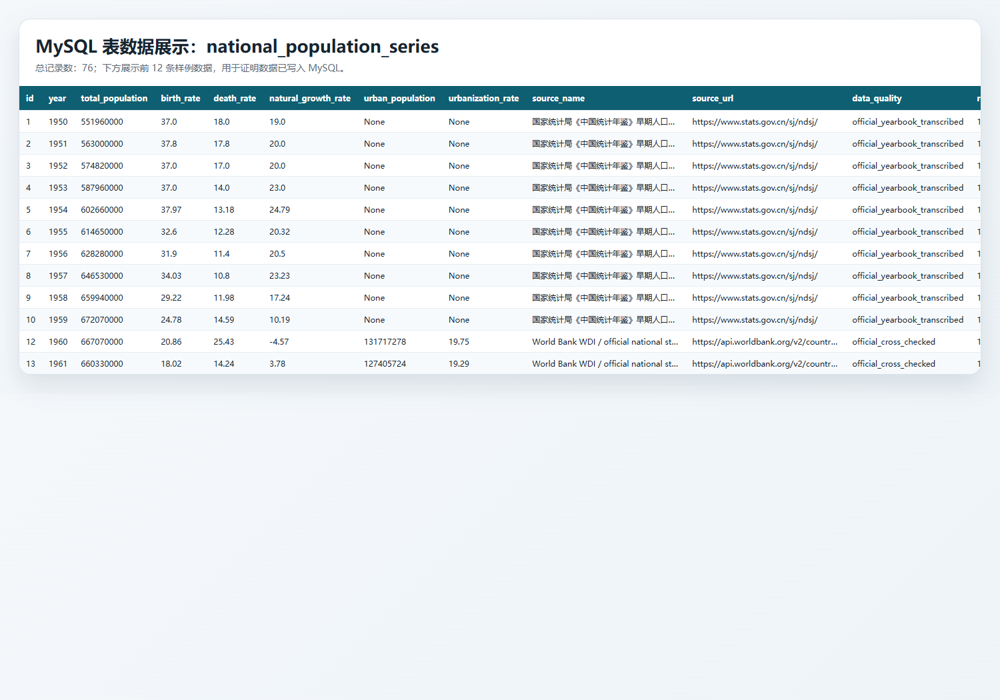 MySQL 表数据展示：national_population_series
总记录数：76；下方展示前 12 条样例数据，用于证明数据已写入 MySQL。
id year total_population birth_rate death_rate natural_growth_rate urban_population urbanization_rate source_name source_url data_quality
1 1950 551960000 37.0 18.0 19.0 None None 国家统计局《中国统计年鉴》早期人口... https://www.stats.gov.cn/sj/ndsj/ official_yearbook_transcribed 1
2 1951 563000000 37.8 17.8 20.0 None None 国家统计局《中国统计年鉴》早期人口... https://www.stats.gov.cn/sj/ndsj/ official_yearbook_transcribed 1
3 1952 574820000 37.0 17.0 20.0 None None 国家统计局《中国统计年鉴》早期人口... https://www.stats.gov.cn/sj/ndsj/ official_yearbook_transcribed 1
4 1953 587960000 37.0 14.0 23.0 None None 国家统计局《中国统计年鉴》早期人口... https://www.stats.gov.cn/sj/ndsj/ official_yearbook_transcribed 1
5 1954 602660000 37.97 13.18 24.79 None None 国家统计局《中国统计年鉴》早期人口... https://www.stats.gov.cn/sj/ndsj/ official_yearbook_transcribed 1
6 1955 614650000 32.6 12.28 20.32 None None 国家统计局《中国统计年鉴》早期人口... https://www.stats.gov.cn/sj/ndsj/ official_yearbook_transcribed 1
7 1956 628280000 31.9 11.4 20.5 None None 国家统计局《中国统计年鉴》早期人口... https://www.stats.gov.cn/sj/ndsj/ official_yearbook_transcribed 1
8 1957 646530000 34.03 10.8 23.23 None None 国家统计局《中国统计年鉴》早期人口... https://www.stats.gov.cn/sj/ndsj/ official_yearbook_transcribed 1
9 1958 659940000 29.22 11.98 17.24 None None 国家统计局《中国统计年鉴》早期人口... https://www.stats.gov.cn/sj/ndsj/ official_yearbook_transcribed 1
10 1959 672070000 24.78 14.59 10.19 None None 国家统计局《中国统计年鉴》早期人口... https://www.stats.gov.cn/sj/ndsj/ official_yearbook_transcribed 1
12 1960 667070000 20.86 25.43 -4.57 131717278 19.75 World Bank WDI / official national st... https://api.worldbank.org/v2/countr... official_cross_checked 1
13 1961 660330000 18.02 14.24 3.78 127405724 19.29 World Bank WDI / official national st... https://api.worldbank.org/v2/countr... official_cross_checked 1